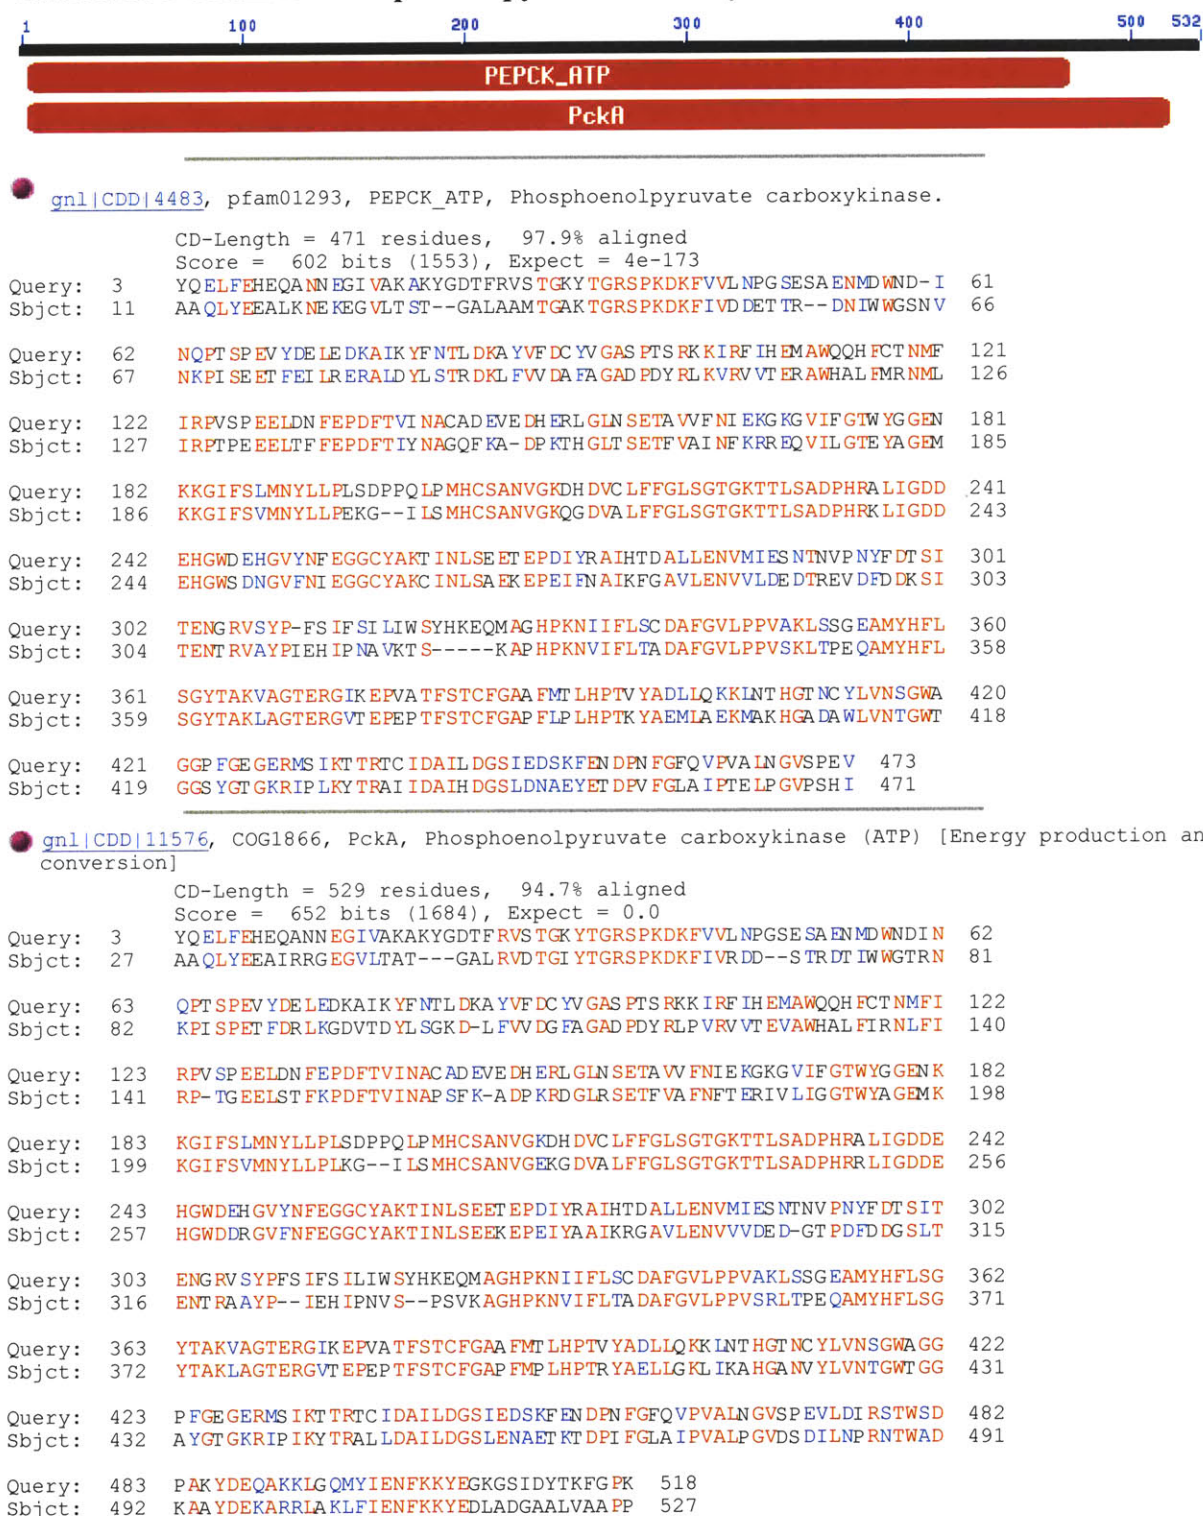 1 100 200 300 400 500 532
PEPCK_ATP
PckA
gnl|CDD|4483, pfam01293, PEPCK_ATP, Phosphoenolpyruvate carboxykinase.
CD-Length = 471 residues, 97.9% aligned
Score = 602 bits (1553), Expect = 4e-173
Query: 3 YQELFEHEQANNEGIVAKAKYGDTFRVSTGKYTGRSPKDKFVVLNPGSESAENMDWND-I 61
Sbjct: 11 AAQLYEEALKNEKEGVLTST--GALAAMTGAKTGRSPKDKFIVDDETTR--DNIWWGSNV 66
Query: 62 NQPTSPEVYDELEDKAIKYFNTLDKAYVFDCYVGASPTSRKKIRFIHEMAWQQHFCTNMF 121
Sbjct: 67 NKPISEETFEILRERALDYLSTRDKLFVVDAFAGADPDYRLKVRVVTERAWHALFMRNML 126
Query: 122 IRPVSPEELDNFEPDFTVINACADEVEDHERLGLNSETAVVFNIEKGKGVIFGTWYGGEN 181
Sbjct: 127 IRPTPEEELTFFEPDFTIYNAGQFKA-DPKTHGLTSETFVAINFKRREQVILGTEYAGEM 185
Query: 182 KKGIFSLMNYLLPLSDPPQLPMHCSANVGKDHDVCLFFGLSGTGKTTLSADPHRALIGDD 241
Sbjct: 186 KKGIFSVMNYLLPEKG--ILSMHCSANVGKQGDVALFFGLSGTGKTTLSADPHRKLIGDD 243
Query: 242 EHGWDEHGVYNFEGGCYAKTINLSEETEPDIYRAIHTDALLENVMIESNTNVPNYFDTSI 301
Sbjct: 244 EHGWSDNGVFNIEGGCYAKCINLSAEKEPEIFNAIKFGAVLENVVLDEDTREVDFDDKSI 303
Query: 302 TENGRVSYP-FSIFSILIWSYHKEQMAGHPKNIIFLSCDAFGVLPPVAKLSSGEAMYHFL 360
Sbjct: 304 TENTRVAYPIEHIPNAVKTS-----KAPHPKNVIFLTADAFGVLPPVSKLTPEQAMYHFL 358
Query: 361 SGYTAKVAGTERGIKEPVATFSTCFGAAFMTLHPTVYADLLQKKLNTHGTNCYLVNSGWA 420
Sbjct: 359 SGYTAKLAGTERGVTEPEPTFSTCFGAPFLPLHPTKYAEMLAEKMAKHGADAWLVNTGWT 418
Query: 421 GGPFGEGERMSIKTTRTCIDAILDGSIEDSKFENDPNFGFQVPVALNGVSPEV 473
Sbjct: 419 GGSYGTGKRIPLKYTRAIIDAIHDGSLDNAEYETDPVFGLAIPTELPGVPSHI 471
gnl|CDD|11576, COG1866, PckA, Phosphoenolpyruvate carboxykinase (ATP) [Energy production an
conversion]
CD-Length = 529 residues, 94.7% aligned
Score = 652 bits (1684), Expect = 0.0
Query: 3 YQELFEHEQANNEGIVAKAKYGDTFRVSTGKYTGRSPKDKFVVLNPGSESAENMDWNDIN 62
Sbjct: 27 AAQLYEEAIRRGEGVLTAT---GALRVDTGIYTGRSPKDKFIVRDD--STRDTIWWGTRN 81
Query: 63 QPTSPEVYDELEDKAIKYFNTLDKAYVFDCYVGASPTSRKKIRFIHEMAWQQHFCTNMFI 122
Sbjct: 82 KPISPETFDRLKGDVTDYLSGKD-LFVVDGFAGADPDYRLPVRVVTEVAWHALFIRNLFI 140
Query: 123 RPVSPEELDNFEPDFTVINACADEVEDHERLGLNSETAVVFNIEKGKGVIFGTWYGGENK 182
Sbjct: 141 RP-TGEELSTFKPDFTVINAPSFK-ADPKRDGLRSETFVAFNFTERIVLIGGTWYAGEMK 198
Query: 183 KGIFSLMNYLLPLSDPPQLPMHCSANVGKDHDVCLFFGLSGTGKTTLSADPHRALIGDDE 242
Sbjct: 199 KGIFSVMNYLLPLKG--ILSMHCSANVGEKGDVALFFGLSGTGKTTLSADPHRRLIGDDE 256
Query: 243 HGWDEHGVYNFEGGCYAKTINLSEETEPDIYRAIHTDALLENVMIESNTNVPNYFDTSIT 302
Sbjct: 257 HGWDDRGVFNFEGGCYAKTINLSEEKEPEIYAAIKRGAVLENVVVDED-GTPDFDDGSLT 315
Query: 303 ENGRVSYPFSIFSILIWSYHKEQMAGHPKNIIFLSCDAFGVLPPVAKLSSGEAMYHFLSG 362
Sbjct: 316 ENTRAAYP--IEHIPNVS--PSVKAGHPKNVIFLTADAFGVLPPVSRLTPEQAMYHFLSG 371
Query: 363 YTAKVAGTERGIKEPVATFSTCFGAAFMTLHPTVYADLLQKKLNTHGTNCYLVNSGWAGG 422
Sbjct: 372 YTAKLAGTERGVTEPEPTFSTCFGAPFMPLHPTRYAELLGKLIKAHGANVYLVNTGWTGG 431
Query: 423 PFGEGERMSIKTTRTCIDAILDGSIEDSKFENDPNFGFQVPVALNGVSPEVLDIRSTWSD 482
Sbjct: 432 AYGTGKRIPIKYTRALLDAILDGSLENAETKTDPIFGLAIPVALPGVDSDILNPRNTWAD 491
Query: 483 PAKYDEQAKKLGQMYIENFKKYEGKGSIDYTKFGPK 518
Sbjct: 492 KAAYDEKARRLAKLFIENFKKYEDLADGAALVAAPP 527